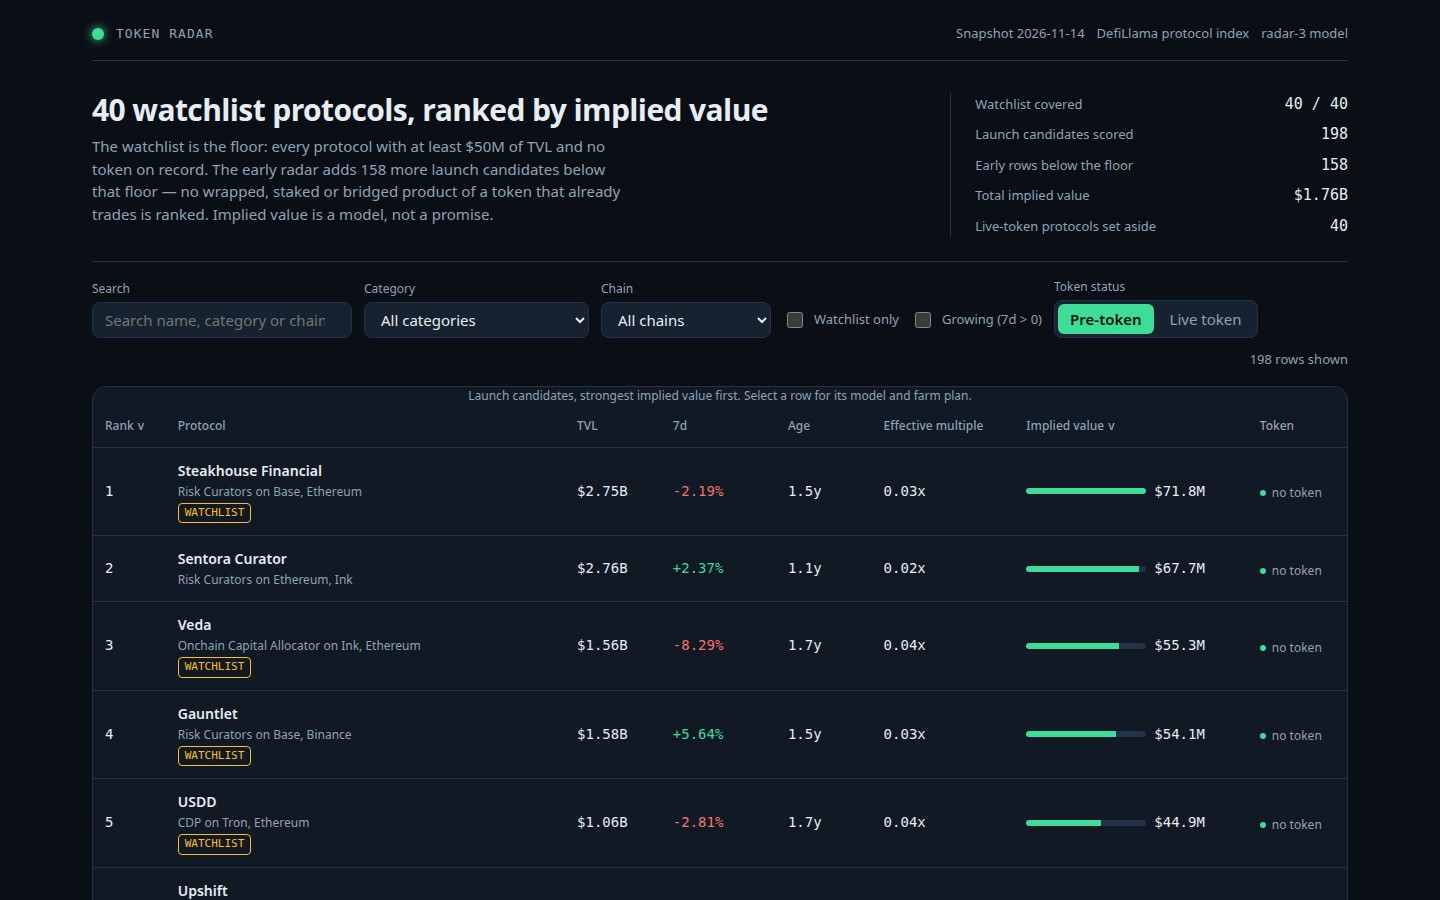 TOKEN RADAR
Snapshot 2026-11-14 DefiLlama protocol index radar-3 model
40 watchlist protocols, ranked by implied value
The watchlist is the floor: every protocol with at least $50M of TVL and no
token on record. The early radar adds 158 more launch candidates below
that floor — no wrapped, staked or bridged product of a token that already
trades is ranked. Implied value is a model, not a promise.
Watchlist covered 40 / 40
Launch candidates scored 198
Early rows below the floor 158
Total implied value $1.76B
Live-token protocols set aside 40
Search
Search name, category or chain
Category
All categories
Chain
All chains
Watchlist only
Growing (7d > 0)
Token status
Pre-token Live token
198 rows shown
Launch candidates, strongest implied value first. Select a row for its model and farm plan.
Rank v Protocol TVL 7d Age Effective multiple Implied value v Token
Steakhouse Financial
1 Risk Curators on Base, Ethereum $2.75B -2.19% 1.5y 0.03x $71.8M no token
WATCHLIST
Sentora Curator
2 $2.76B +2.37% 1.1y 0.02x $67.7M no token
Risk Curators on Ethereum, Ink
Veda
3 Onchain Capital Allocator on Ink, Ethereum $1.56B -8.29% 1.7y 0.04x $55.3M no token
WATCHLIST
Gauntlet
4 Risk Curators on Base, Binance $1.58B +5.64% 1.5y 0.03x $54.1M no token
WATCHLIST
USDD
5 CDP on Tron, Ethereum $1.06B -2.81% 1.7y 0.04x $44.9M no token
WATCHLIST
Upshift